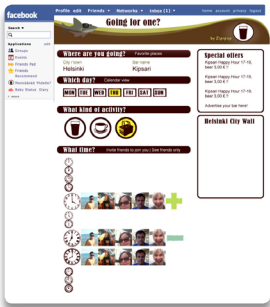 facebook
Profile edit Friends Networks Inbox (1)
home account privacy logout
Going for one?
Search
Applications edit
Groups
Events
Friends
Where are you going? Favorite places
City / town Bar name
Helsinki Kipsari
Which day? Calendar view
MON TUE WED THU FRI SAT SUN
What kind of activity?
What time? Invite friends to join you | See friends only
Special offers
Kipsari Happy Hour 17-19,
beer 3,00 € !!
Kipsari Happy Hour 17-19,
beer 3,00 € !!
Kipsari Happy Hour 17-19,
beer 3,00 € !!
Advertise your bar here!
Helsinki City Wall